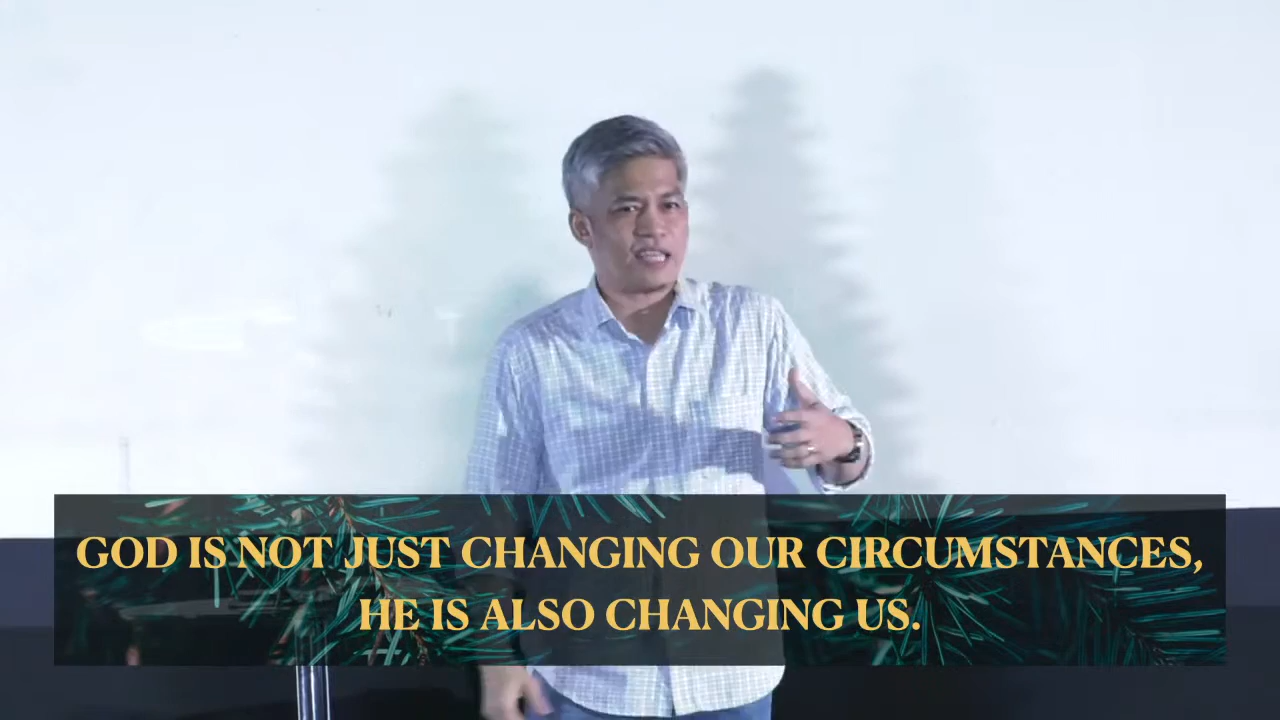 GOD IS NOT JUST CHANGING OUR CIRCUMSTANCES,
HE IS ALSO CHANGING US.